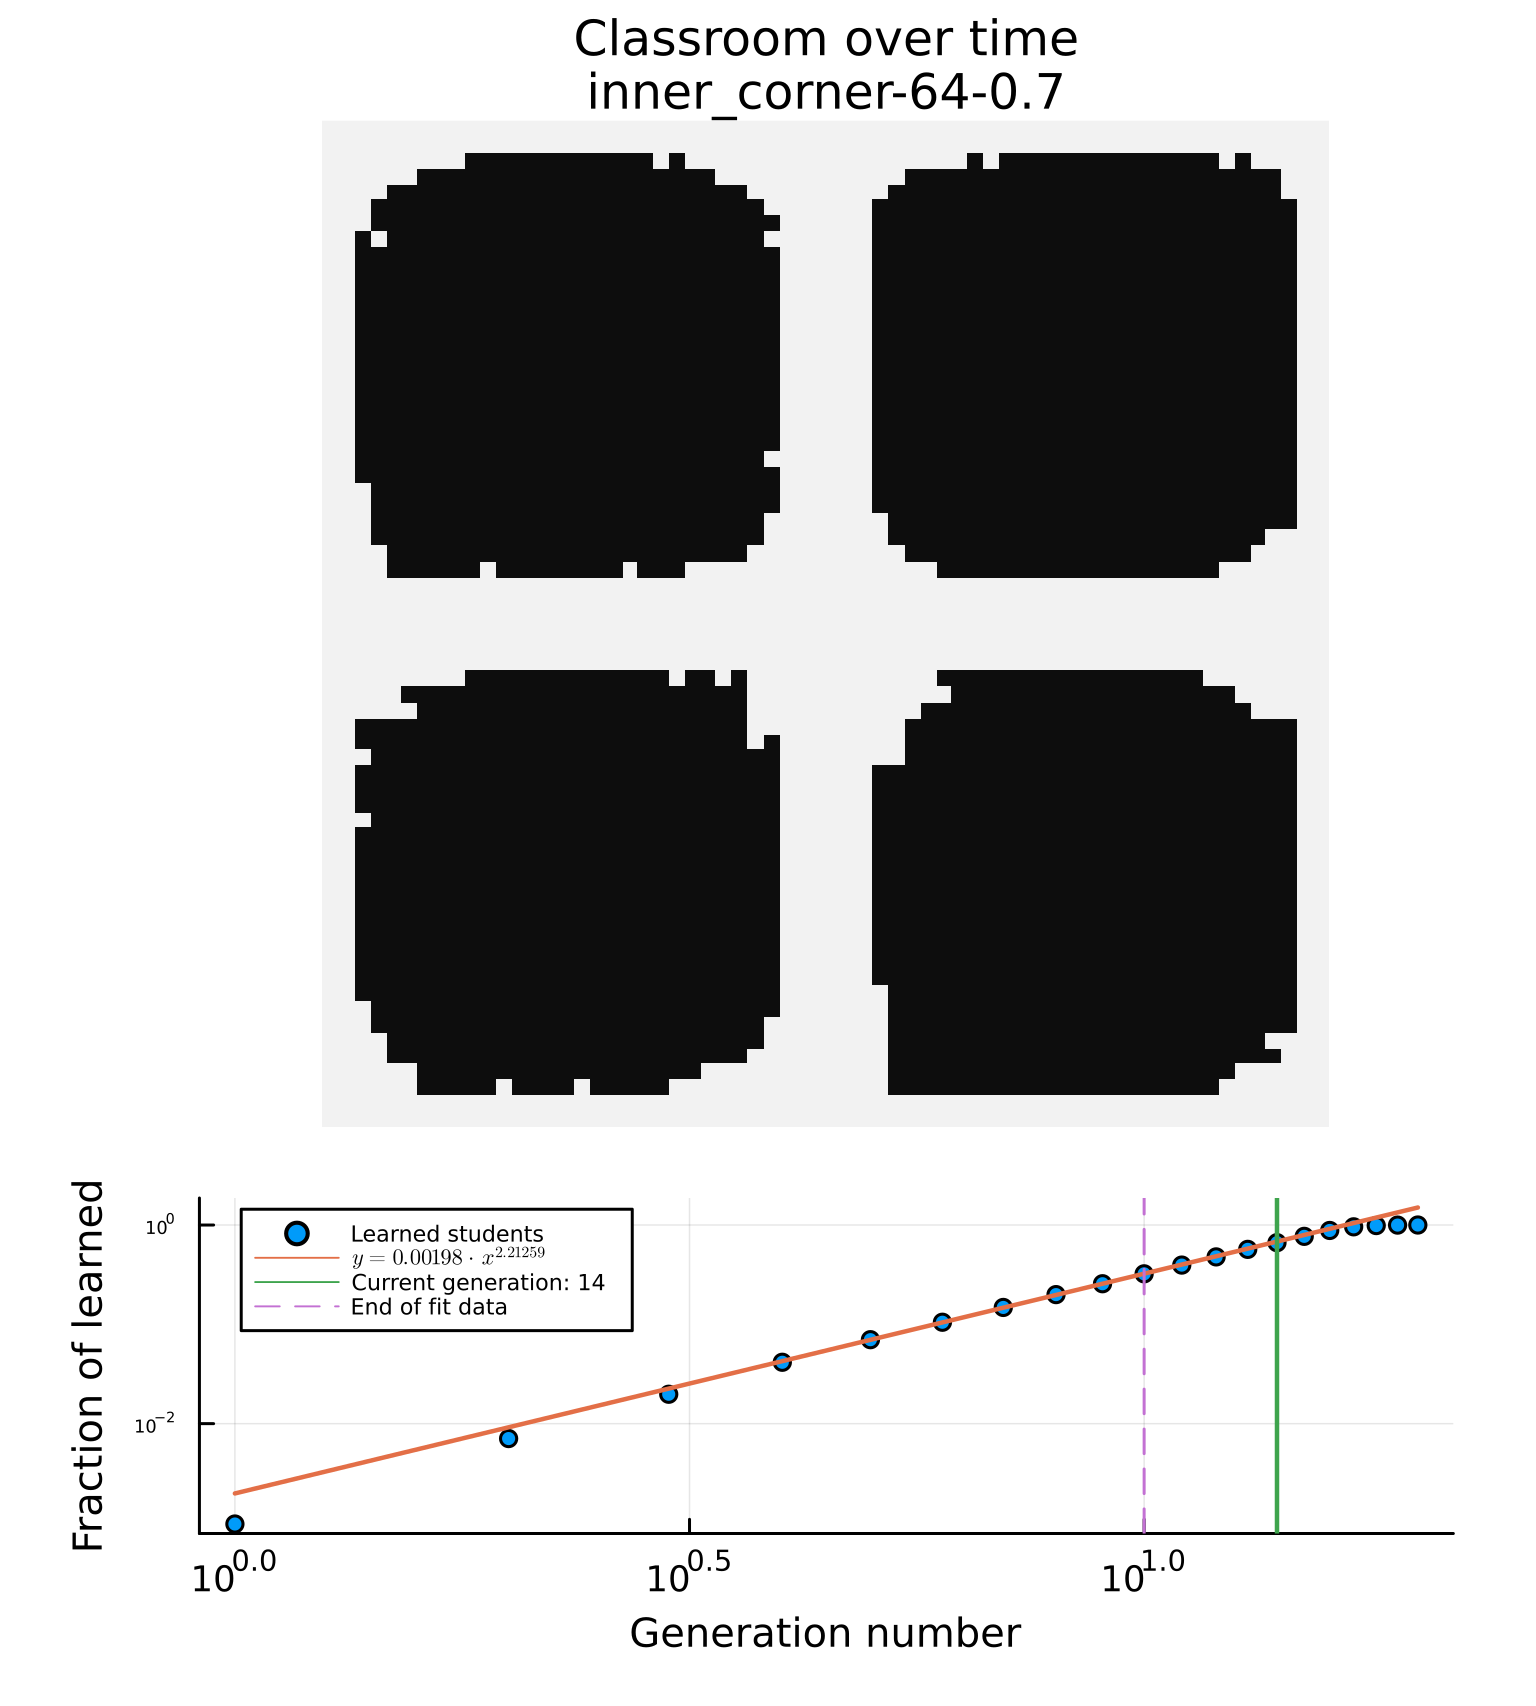 Classroom over time
inner_corner-64-0.7
Fraction of learned
10^0
10^−2
Learned students
y = 0.00198 · x^2.21259
Current generation: 14
End of fit data
10^0.0 10^0.5 10^1.0
Generation number